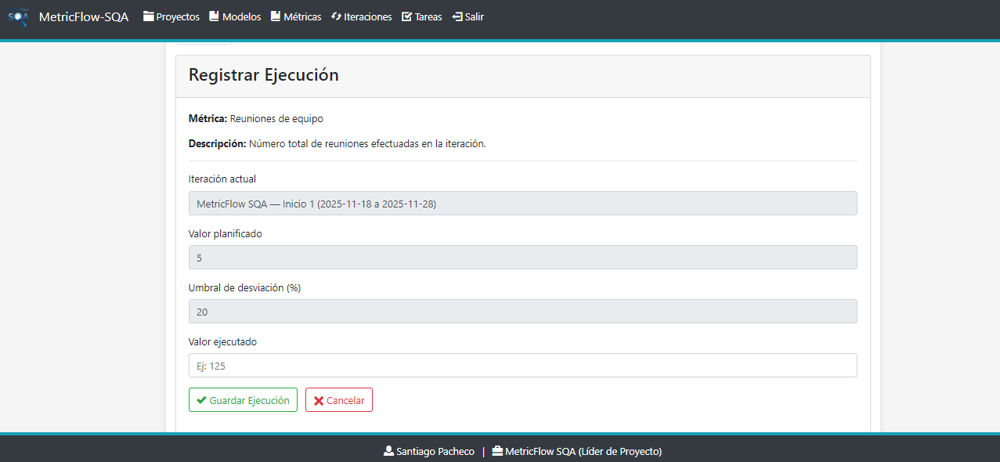 Flow
SQA
MetricFlow-SQA Proyectos Modelos Métricas Iteraciones Tareas Salir
Registrar Ejecución
Métrica: Reuniones de equipo
Descripción: Número total de reuniones efectuadas en la iteración.
Iteración actual
MetricFlow SQA — Inicio 1 (2025-11-18 a 2025-11-28)
Valor planificado
5
Umbral de desviación (%)
20
Valor ejecutado
Ej: 125
Guardar Ejecución Cancelar
Santiago Pacheco | MetricFlow SQA (Líder de Proyecto)